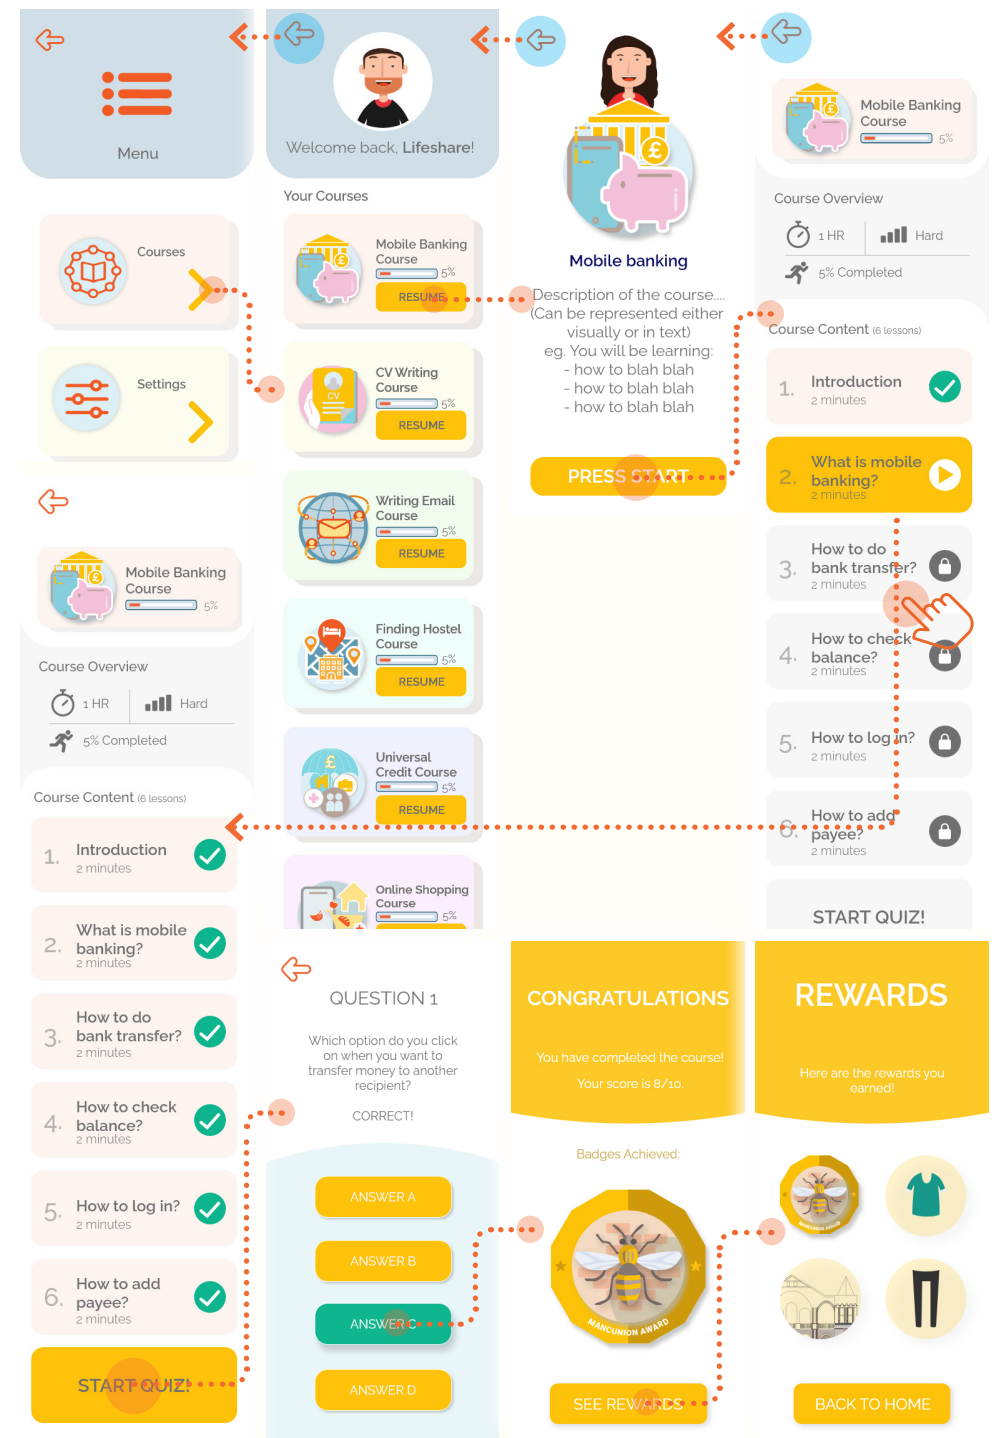 Menu
Courses
Settings
Welcome back, Lifeshare!
Your Courses
Mobile Banking
Course
5%
RESUME
CV
CV Writing
Course
5%
RESUME
Writing Email
Course
5%
RESUME
Finding Hostel
Course
5%
RESUME
Universal
Credit Course
5%
RESUME
Online Shopping
Course
5%
£
Mobile banking
Description of the course....
(Can be represented either
visually or in text)
eg. You will be learning:
- how to blah blah
- how to blah blah
- how to blah blah
PRESS START
Mobile Banking
Course
5%
Course Overview
1 HR
Hard
5% Completed
Course Content (6 lessons)
1. Introduction
2 minutes
2. What is mobile
banking?
2 minutes
3. How to do
bank transfer?
2 minutes
4. How to check
balance?
2 minutes
5. How to log in?
2 minutes
6. How to add
payee?
2 minutes
START QUIZ!
Mobile Banking
Course
5%
Course Overview
1 HR
Hard
5% Completed
Course Content (6 lessons)
1. Introduction
2 minutes
2. What is mobile
banking?
2 minutes
3. How to do
bank transfer?
2 minutes
4. How to check
balance?
2 minutes
5. How to log in?
2 minutes
6. How to add
payee?
2 minutes
START QUIZ!
QUESTION 1
Which option do you click
on when you want to
transfer money to another
recipient?
CORRECT!
ANSWER A
ANSWER B
ANSWER C
ANSWER D
CONGRATULATIONS
You have completed the course!
Your score is 8/10.
Badges Achieved:
MANCUNION AWARD
SEE REWARDS
REWARDS
Here are the rewards you
earned!
MANCUNION AWARD
BACK TO HOME